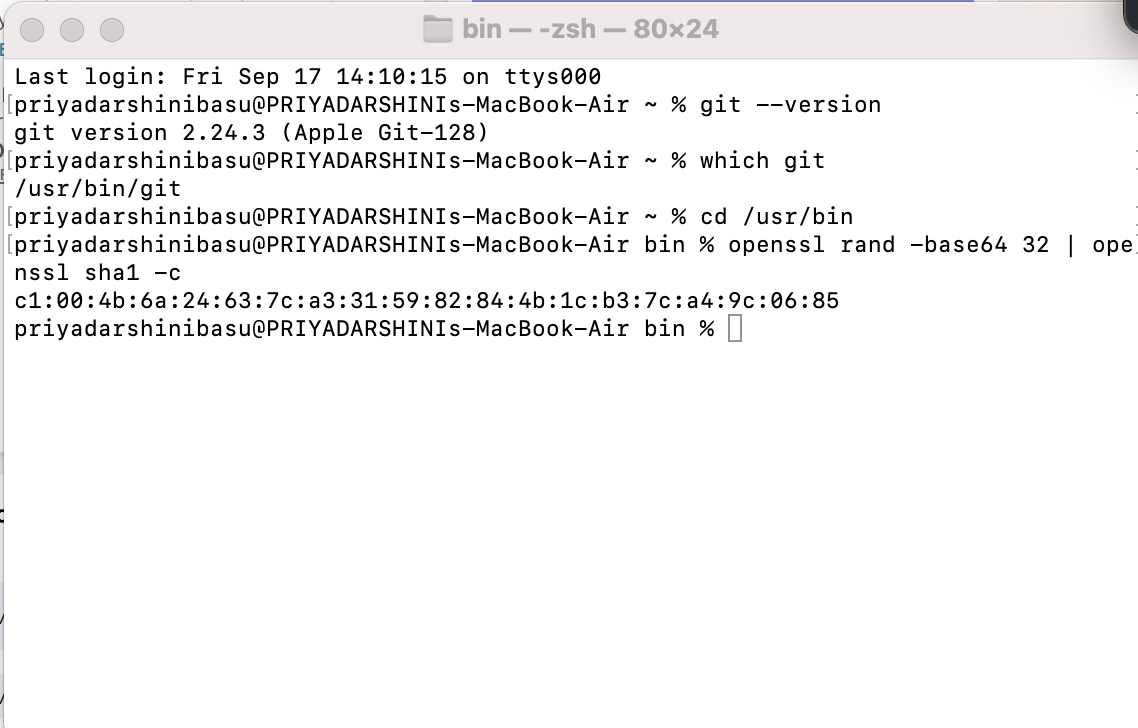 bin — -zsh — 80×24
Last login: Fri Sep 17 14:10:15 on ttys000
[priyadarshinibasu@PRIYADARSHINIs-MacBook-Air ~ % git --version
git version 2.24.3 (Apple Git-128)
[priyadarshinibasu@PRIYADARSHINIs-MacBook-Air ~ % which git
/usr/bin/git
[priyadarshinibasu@PRIYADARSHINIs-MacBook-Air ~ % cd /usr/bin
[priyadarshinibasu@PRIYADARSHINIs-MacBook-Air bin % openssl rand -base64 32 | ope
nssl sha1 -c
c1:00:4b:6a:24:63:7c:a3:31:59:82:84:4b:1c:b3:7c:a4:9c:06:85
priyadarshinibasu@PRIYADARSHINIs-MacBook-Air bin %